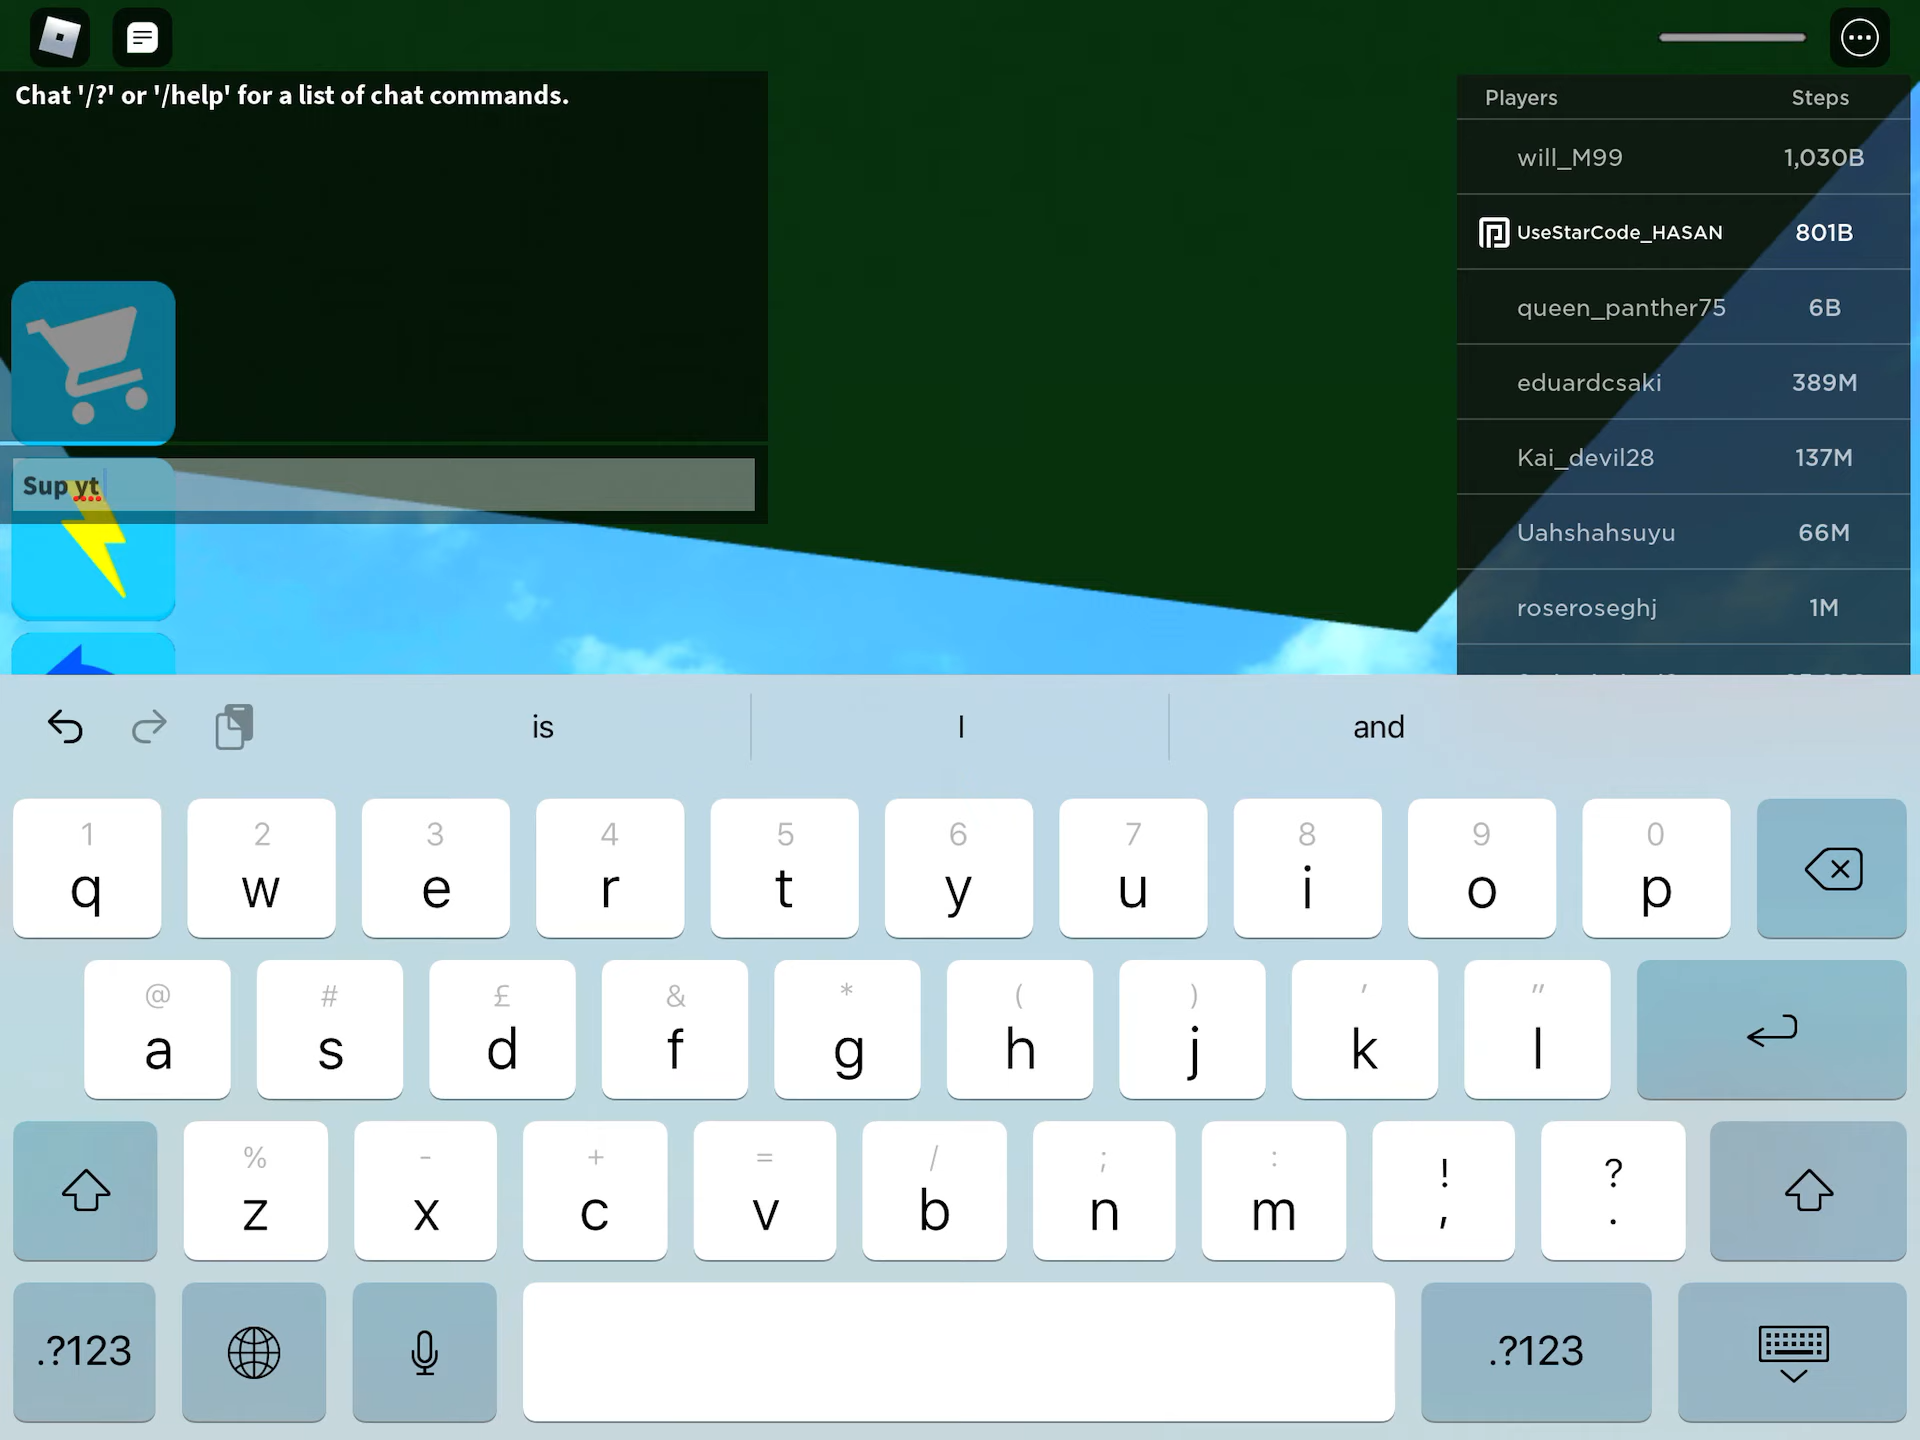 Chat '/?' or '/help' for a list of chat commands.
Players Steps
will_M99 1,030B
UseStarCode_HASAN 801B
queen_panther75 6B
eduardcsaki 389M
Kai_devil28 137M
Uahshahsuyu 66M
roseroseghj 1M
Sup yt
is I and
1 2 3 4 5 6 7 8 9 0
q w e r t y u i o p
@ # £ & * ( ) ' "
a s d f g h j k l
% - + = / ; : ! ?
z x c v b n m , .
.?123 .?123